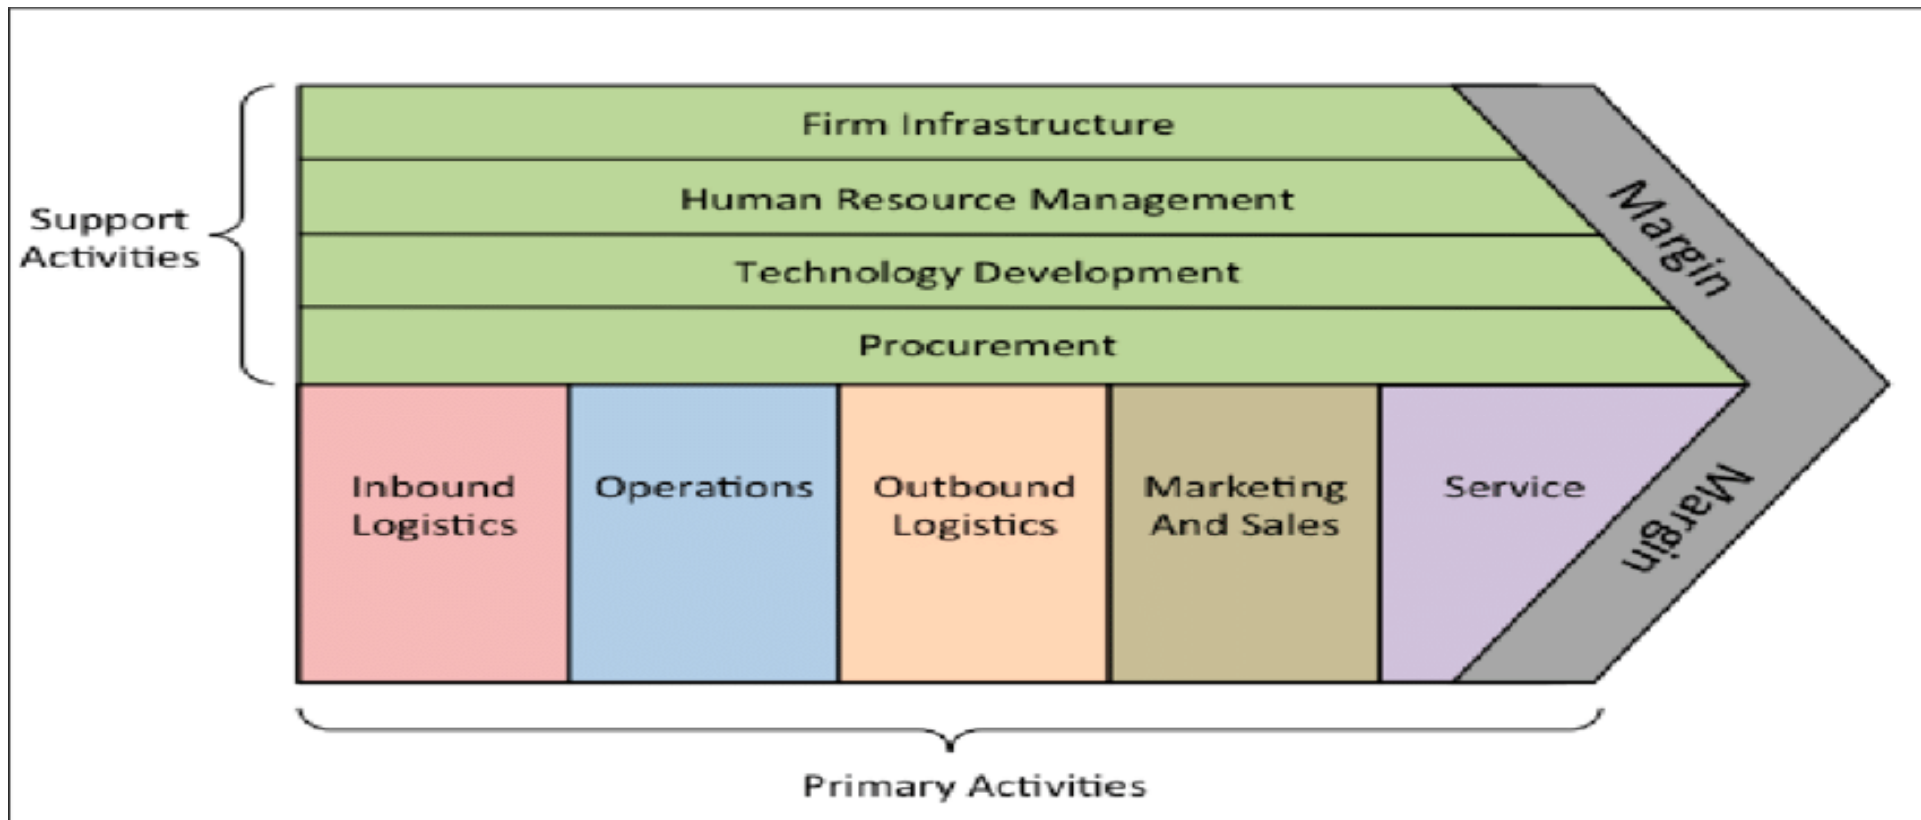 Firm Infrastructure
Human Resource Management
Technology Development
Procurement
Support
Activities
Margin
Inbound
Logistics
Operations
Outbound
Logistics
Marketing
And Sales
Service
Margin
Primary Activities